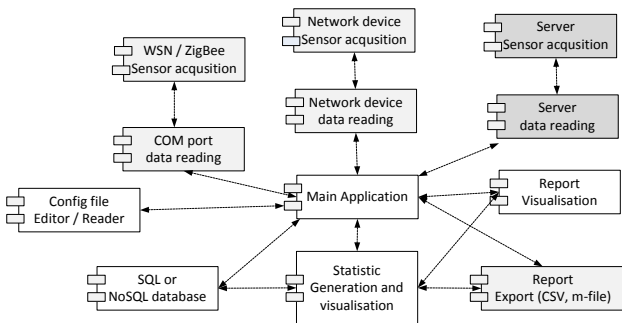 WSN / ZigBee
Sensor acqusition
Network device
Sensor acqusition
Server
Sensor acqusition
COM port
data reading
Network device
data reading
Server
data reading
Config file
Editor / Reader
Main Application
Report
Visualisation
SQL or
NoSQL database
Statistic
Generation and
visualisation
Report
Export (CSV, m-file)